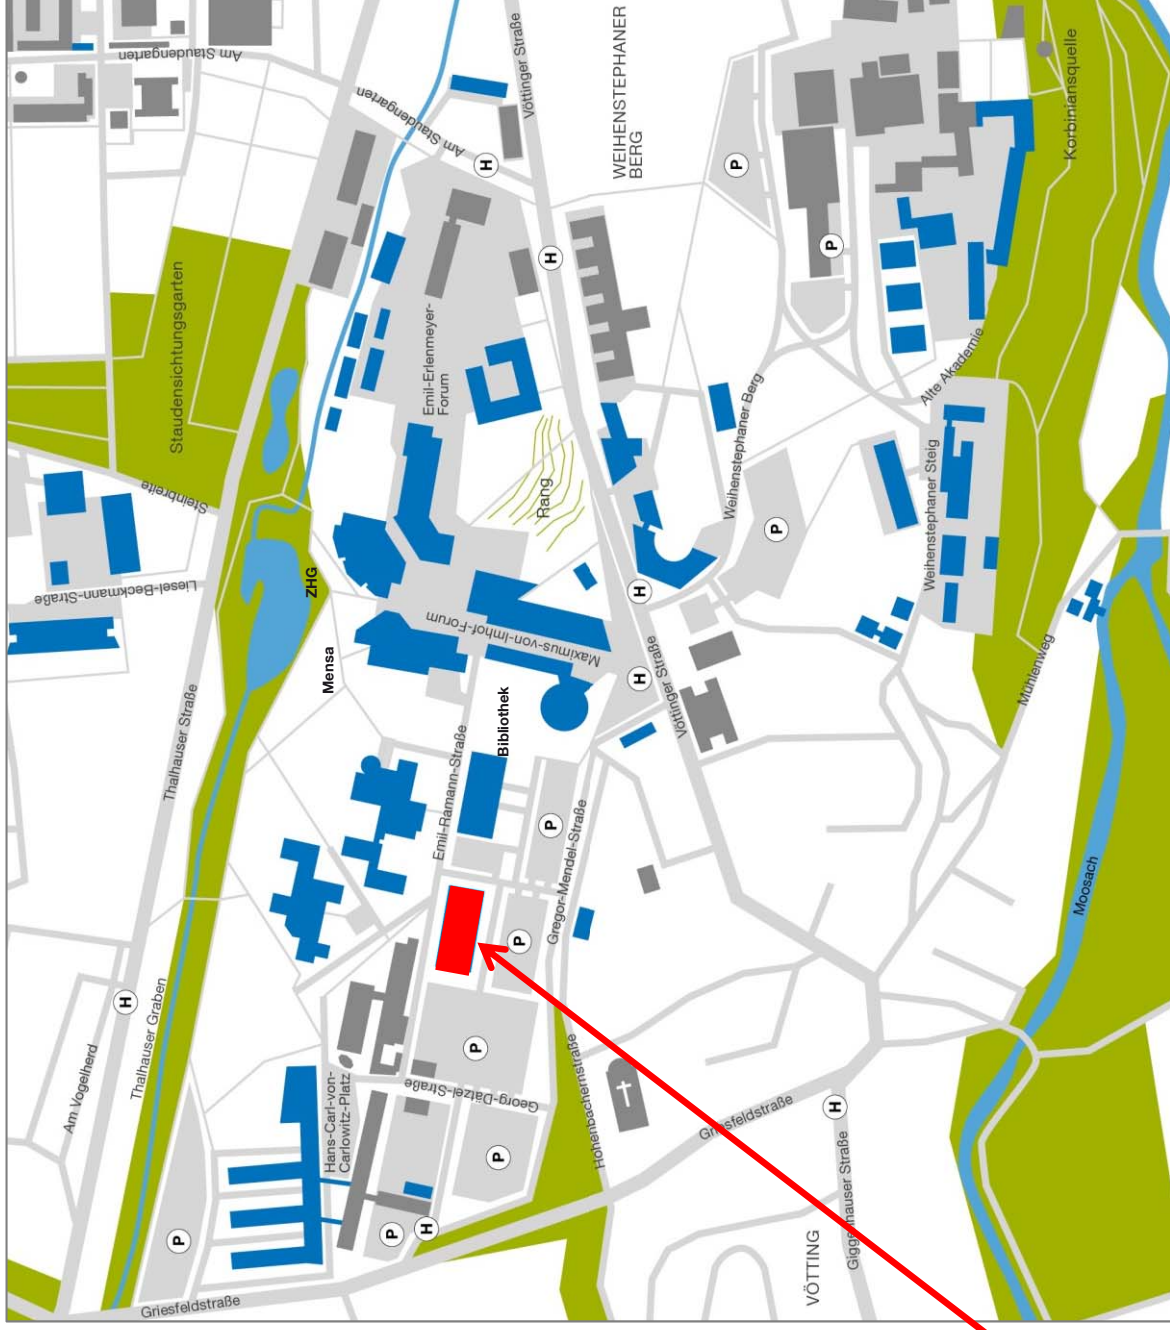 Am Staudengarten
Vöttinger Straße
WEIHENSTEPHANER
BERG
Korbiniansquelle
Am Staudengarten
H
P
Staudensichtungsgarten
H
P
Emil-Erlenmeyer-
Forum
Alte Akademie
Steinbreite
Rang
Weihenstephaner Berg
Weihenstephaner Steig
P
Liesel-Beckmann-Straße
ZHG
H
Maximus-von-Imhof-Forum
Mensa
H
Vöttinger Straße
Mühlenweg
Thalhauser Straße
Bibliothek
Emil-Ramann-Straße
P
Gregor-Mendel-Straße
Moosach
P
H
Thalhauser Graben
Am Vogelherd
P
Georg-Dätzel-Straße
Hans-Carl-von-
Carlowitz-Platz
Hohenbachernstraße
Griesfeldstraße
H
P
Giggenhauser Straße
P
P
H
VÖTTING
Griesfeldstraße